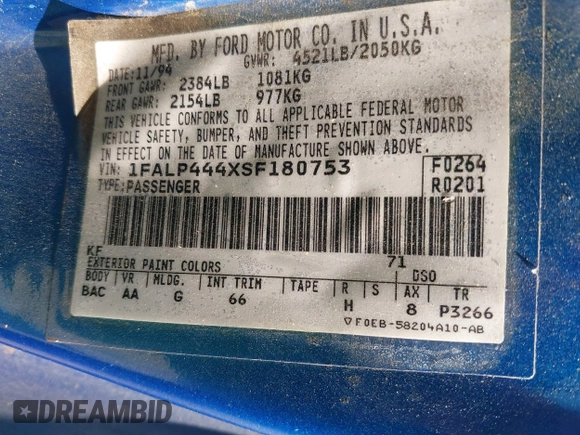 MFD. BY FORD MOTOR CO. IN U.S.A.
DATE: 11/94 GVWR: 4521LB/2050KG
FRONT GAWR: 2384LB 1081KG
REAR GAWR: 2154LB 977KG
THIS VEHICLE CONFORMS TO ALL APPLICABLE FEDERAL MOTOR
VEHICLE SAFETY, BUMPER, AND THEFT PREVENTION STANDARDS
IN EFFECT ON THE DATE OF MANUFACTURE SHOWN ABOVE.
VIN: 1FALP444XSF180753 F0264
TYPE: PASSENGER R0201
KF 71
EXTERIOR PAINT COLORS DSO
BODY VR MLDG. INT TRIM TAPE R S AX TR
BAC AA G 66 H 8 P3266
▽F0EB-58204A10-AB
DREAMBID